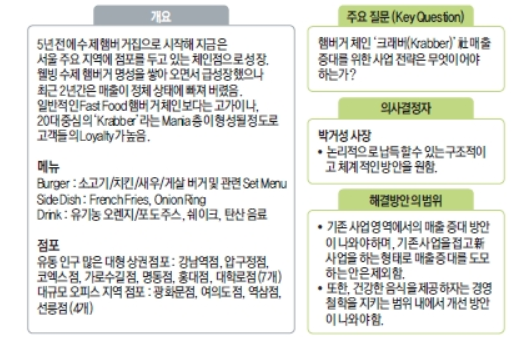 개요
5년 전에 수제햄버거집으로 시작해 지금은
서울 주요 지역에 점포를 두고 있는 체인점으로 성장.
웰빙 수제 햄버거 명성을 쌓아 오면서 급성장했으나
최근 2년간은 매출이 정체 상태에 빠져 버렸음.
일반적인 Fast Food 햄버거 체인보다는 고가이나,
20대 중심의 'Krabber'라는 Mania층이 형성될 정도로
고객들의 Loyalty가 높음.
메뉴
Burger : 소고기/치킨/새우/게살 버거 및 관련 Set Menu
Side Dish : French Fries, Onion Ring
Drink : 유기농 오렌지/포도 주스, 쉐이크, 탄산 음료
점포
유동 인구 많은 대형 상권 점포 : 강남역점, 압구정점,
코엑스점, 가로수길점, 명동점, 홍대점, 대학로점(7개)
대규모 오피스 지역 점포 : 광화문점, 여의도점, 역삼점,
선릉점(4개)
주요 질문 (Key Question)
햄버거 체인 '크래버(Krabber)' 社 매출
증대를 위한 사업 전략은 무엇이어야
하는가?
의사결정자
박거성 사장
• 논리적으로 납득할 수 있는 구조적이
고 체계적인 방안을 원함.
해결방안의 범위
• 기존 사업 영역에서의 매출 증대 방안
이 나와야 하며, 기존 사업을 접고 新
사업을 하는 형태로 매출 증대를 도모
하는 안은 제외함.
• 또한, 건강한 음식을 제공하자는 경영
철학을 지키는 범위 내에서 개선 방안
이 나와야 함.